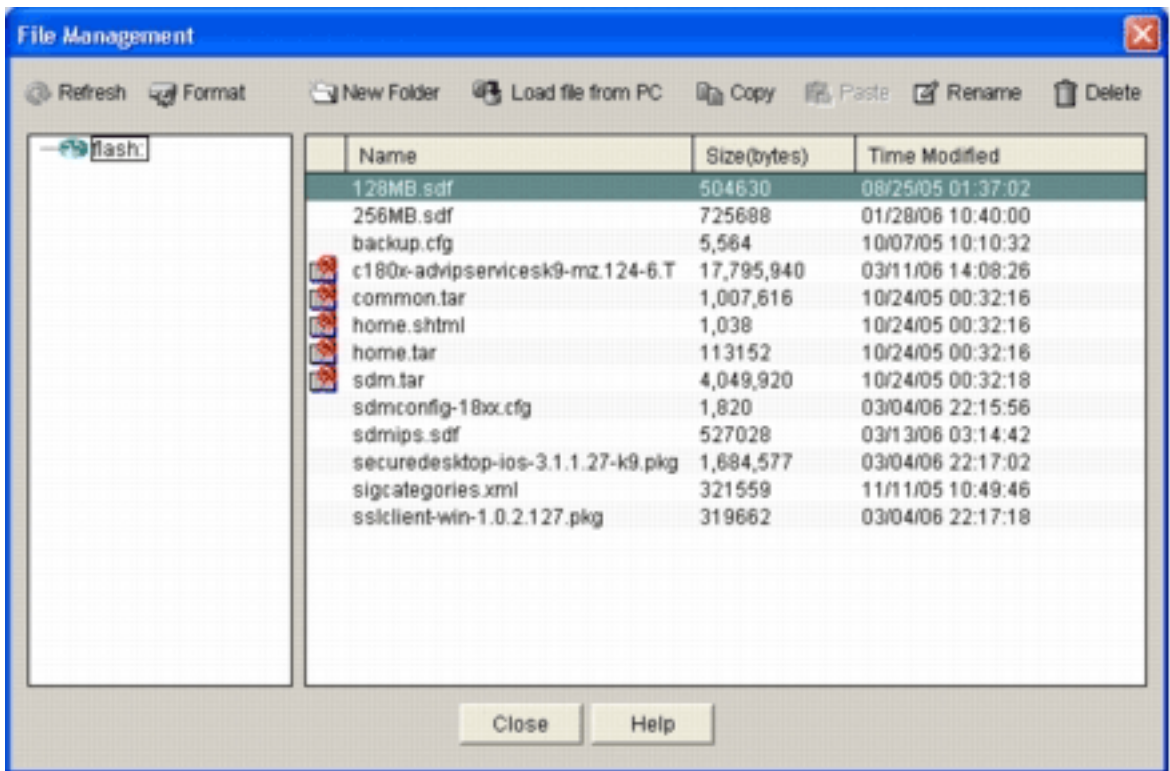 File Management
Refresh Format New Folder Load file from PC Copy Paste Rename Delete
flash:
Name Size(bytes) Time Modified
128MB.sdf 504630 08/25/05 01:37:02
256MB.sdf 725688 01/28/06 10:40:00
backup.cfg 5,564 10/07/05 10:10:32
c180x-advipservicesk9-mz.124-6.T 17,795,940 03/11/06 14:08:26
common.tar 1,007,616 10/24/05 00:32:16
home.shtml 1,038 10/24/05 00:32:16
home.tar 113152 10/24/05 00:32:16
sdm.tar 4,049,920 10/24/05 00:32:18
sdmconfig-18xx.cfg 1,820 03/04/06 22:15:56
sdmips.sdf 527028 03/13/06 03:14:42
securedesktop-ios-3.1.1.27-k9.pkg 1,684,577 03/04/06 22:17:02
sigcategories.xml 321559 11/11/05 10:49:46
sslclient-win-1.0.2.127.pkg 319662 03/04/06 22:17:18
Close Help